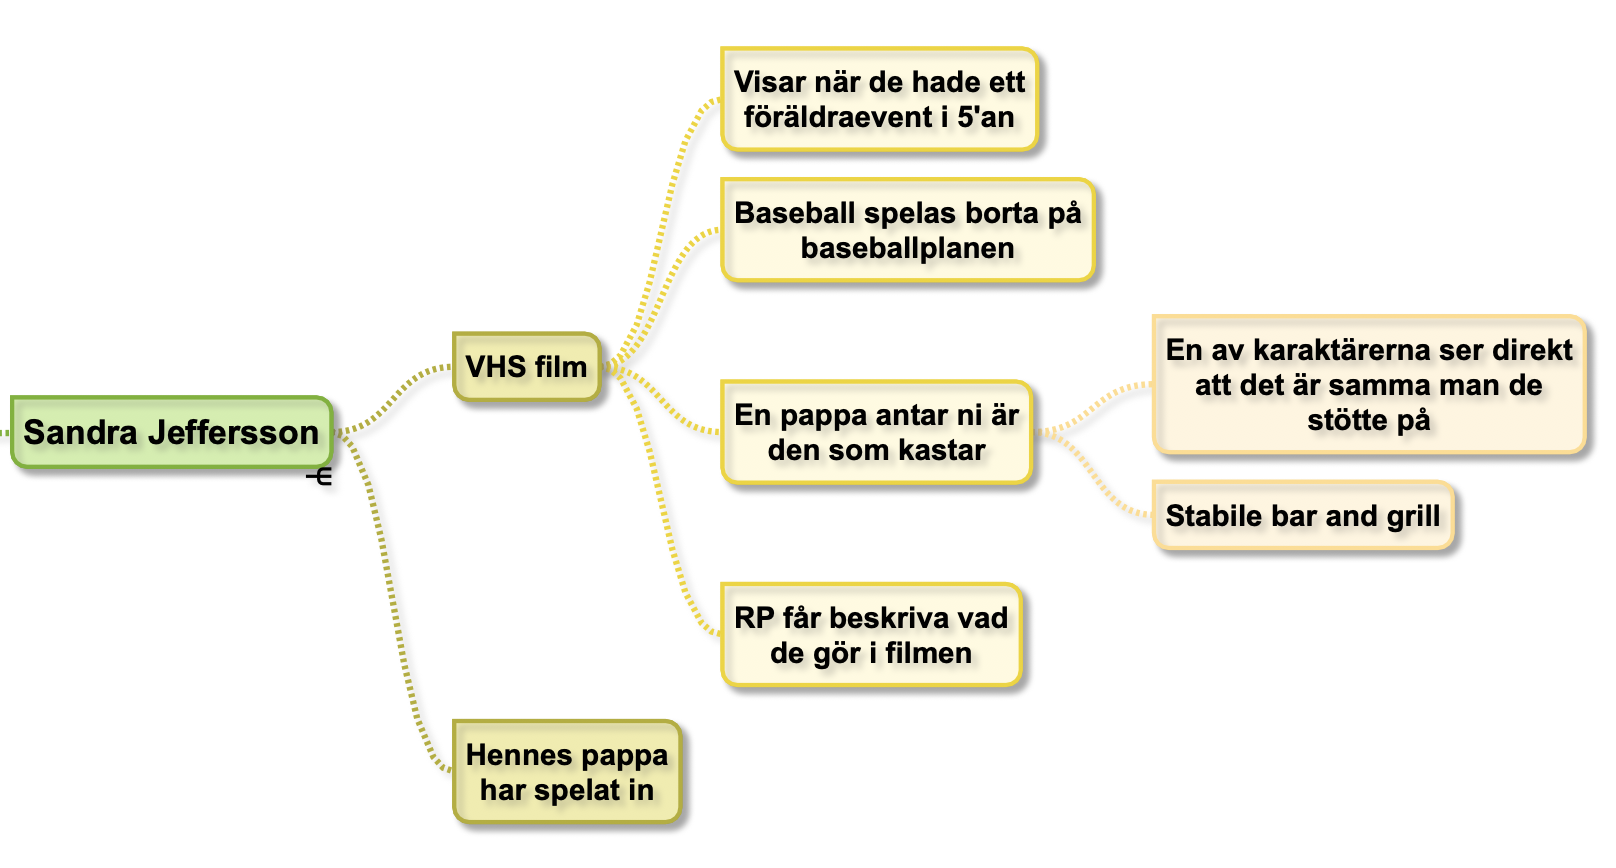 Visar när de hade ett
föräldraevent i 5'an
Baseball spelas borta på
baseballplanen
En av karaktärerna ser direkt
att det är samma man de
stötte på
VHS film
En pappa antar ni är
den som kastar
Sandra Jeffersson
Stabile bar and grill
RP får beskriva vad
de gör i filmen
Hennes pappa
har spelat in